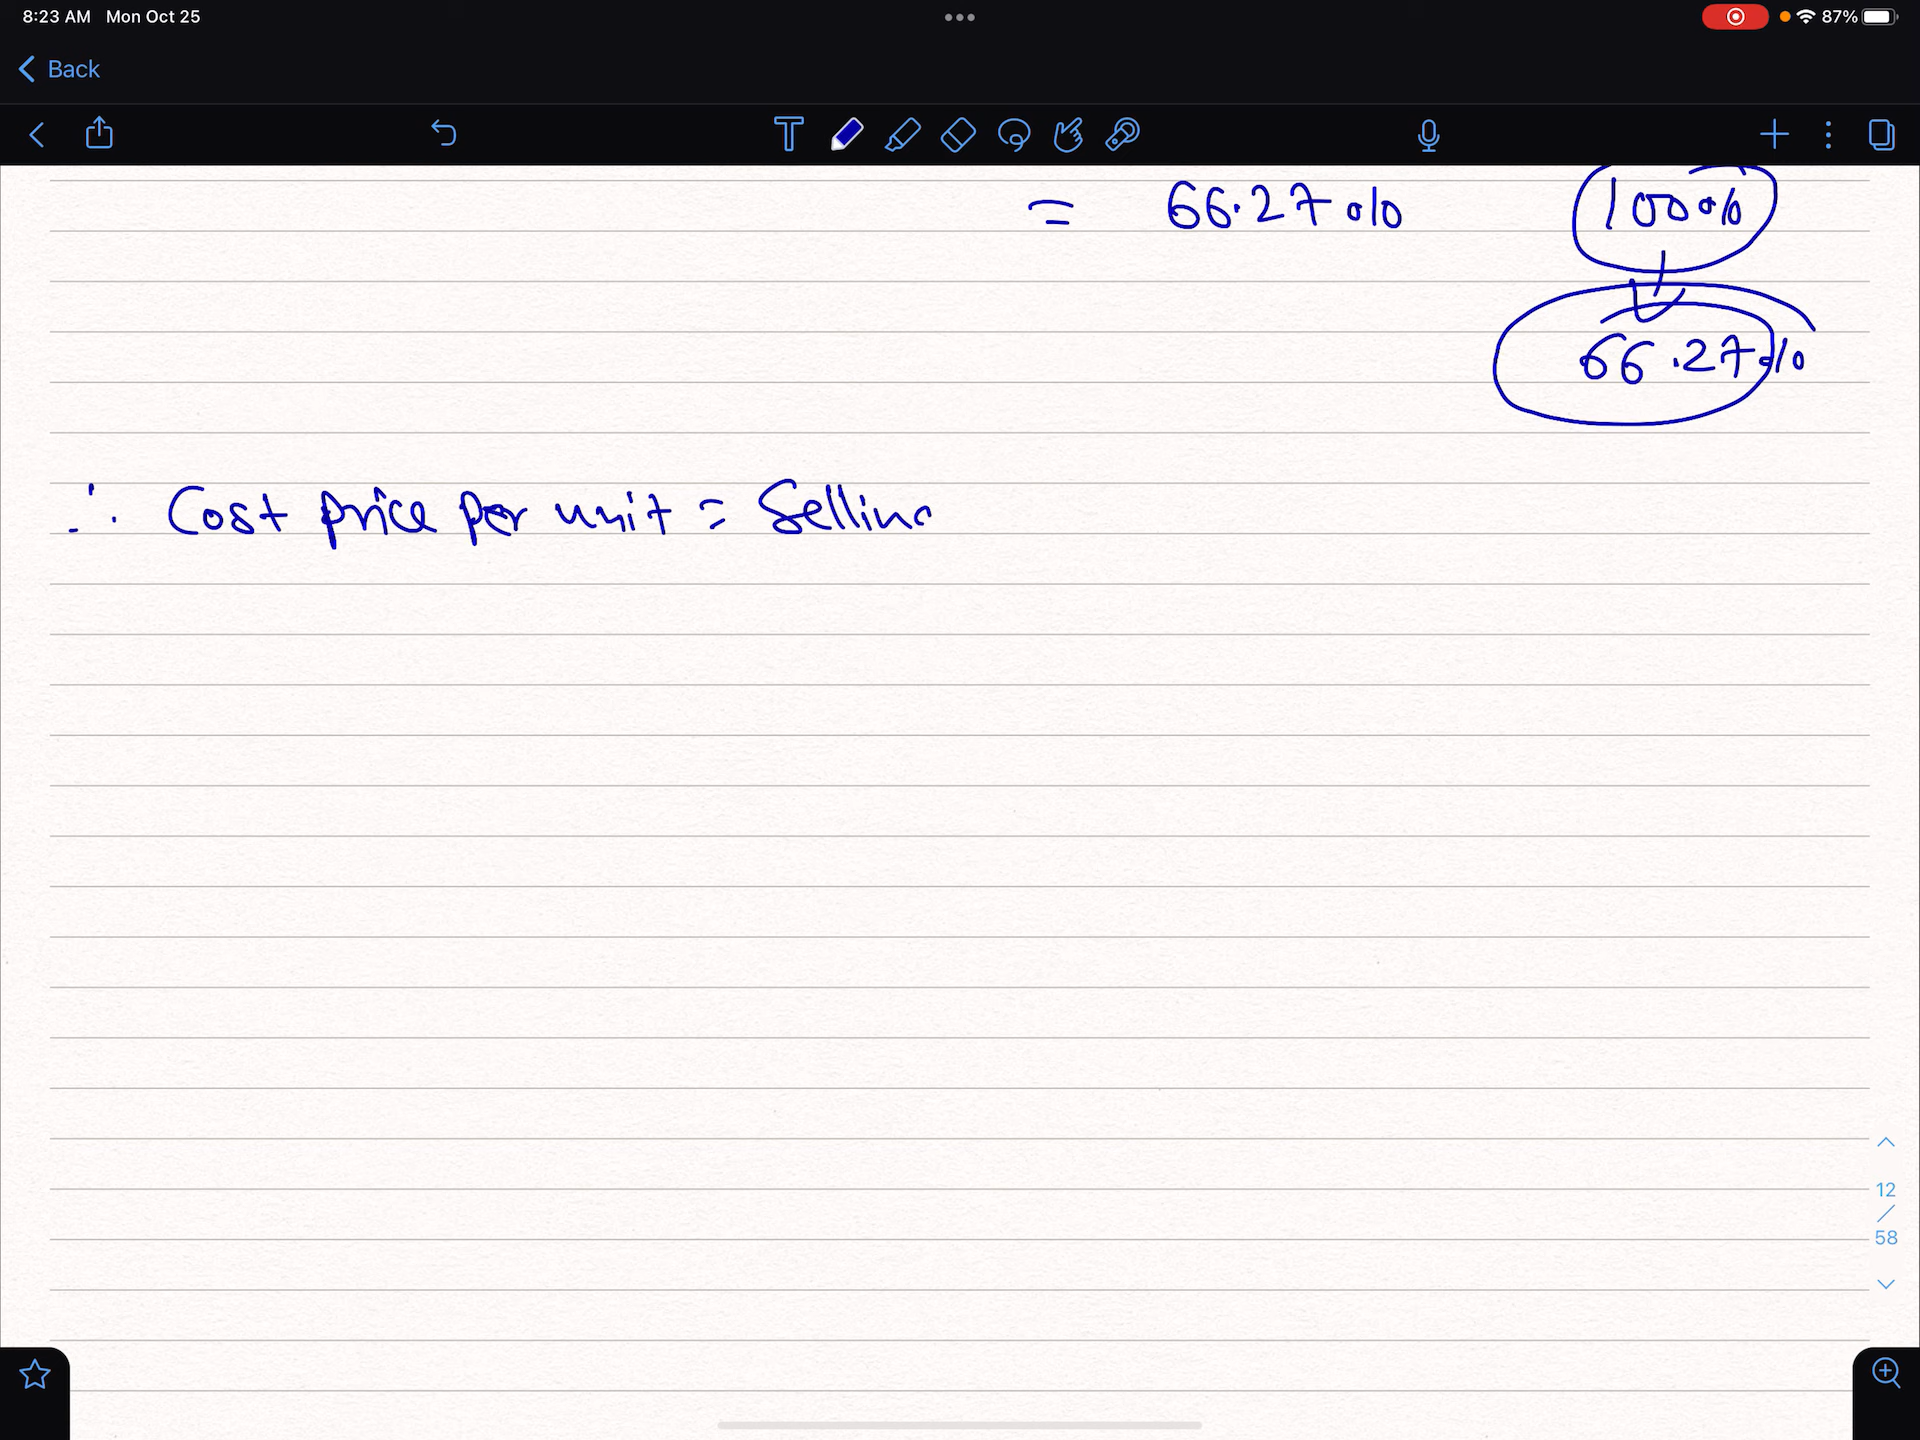 8:23 AM Mon Oct 25
87%
Back
= 66.27%
100%
66.27%
∴ Cost price per unit = Sellin
12
/
58